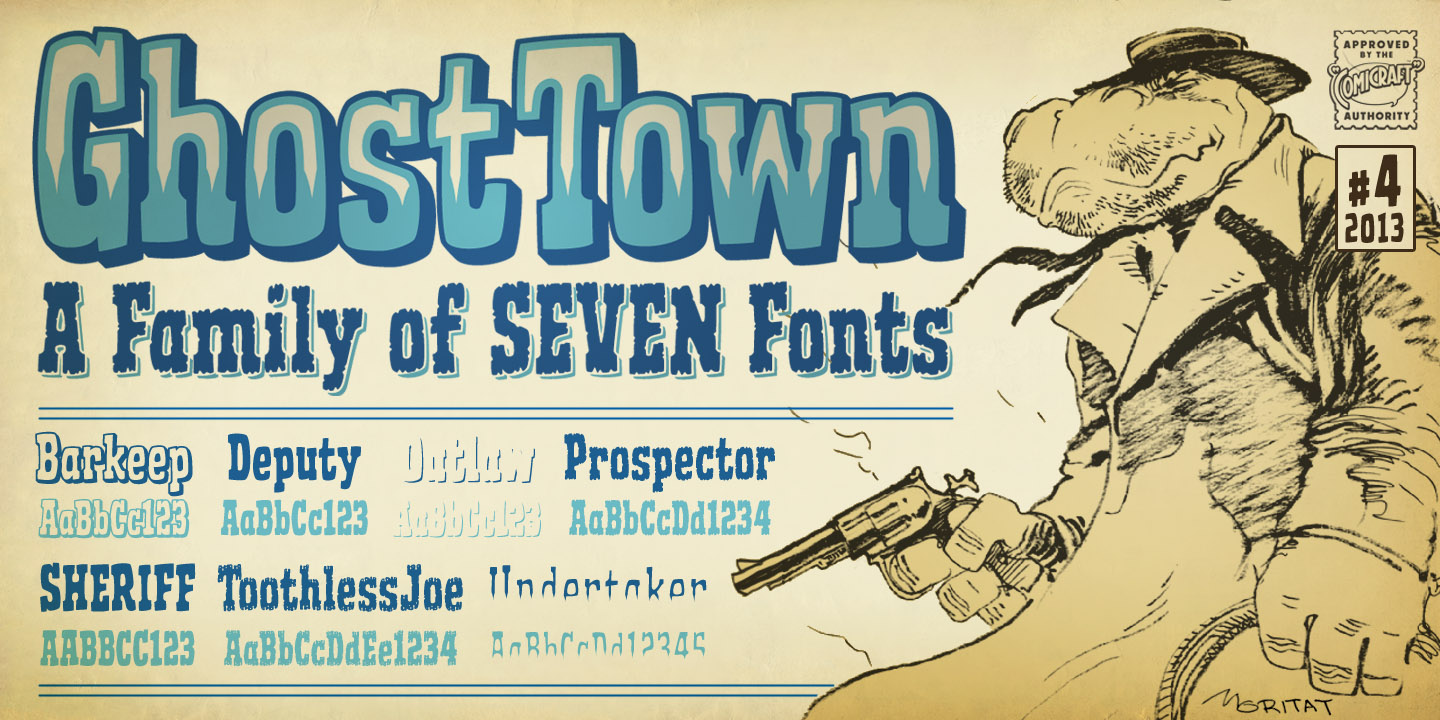 GhostTown
A Family of SEVEN Fonts
Barkeep Deputy Outlaw Prospector
AaBbCc123 AaBbCc123 AaBbCc123 AaBbCcDd1234
SHERIFF ToothlessJoe Undertaker
AABBCC123 AaBbCcDdEe1234 AaBbCcDd12345
APPROVED
BY THE
"COMICRAFT"
AUTHORITY
#4
2013
MORITAT